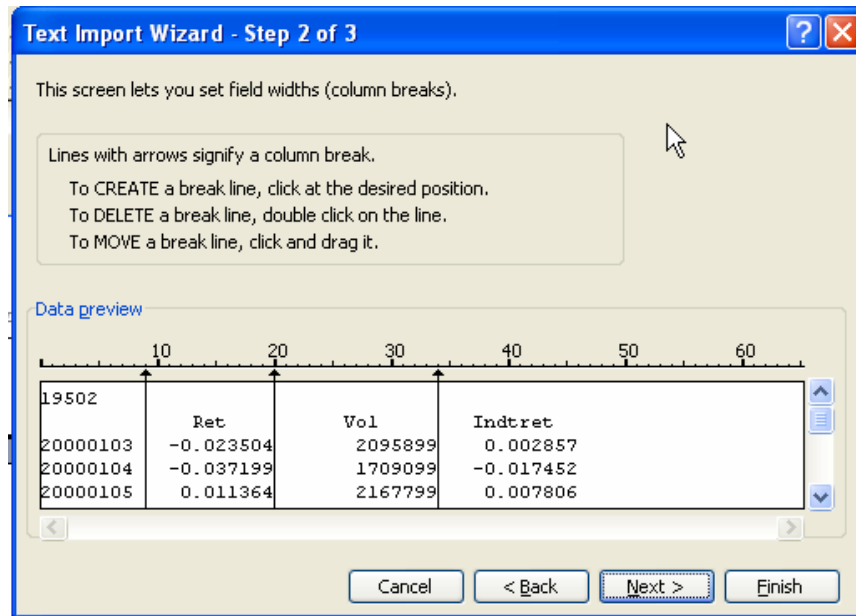 Text Import Wizard - Step 2 of 3
This screen lets you set field widths (column breaks).
Lines with arrows signify a column break.
To CREATE a break line, click at the desired position.
To DELETE a break line, double click on the line.
To MOVE a break line, click and drag it.
Data preview
10 20 30 40 50 60
19502
Ret Vol Indtret
20000103 -0.023504 2095899 0.002857
20000104 -0.037199 1709099 -0.017452
20000105 0.011364 2167799 0.007806
Cancel < Back Next > Finish